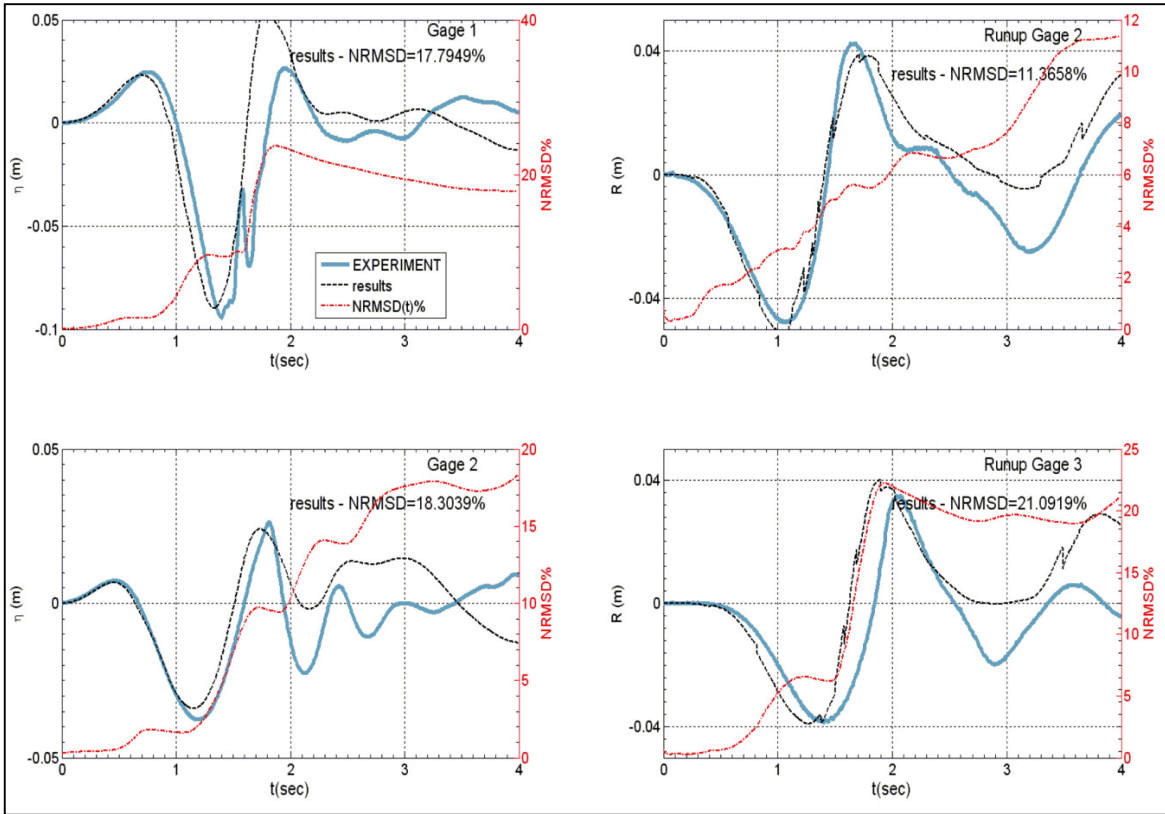 Gage 1
results - NRMSD=17.7949%
0.05
0
-0.05
-0.1
η (m)
40
20
0
NRMSD%
EXPERIMENT
results
NRMSD(t)%
0 1 2 3 4
t(sec)
Runup Gage 2
results - NRMSD=11.3658%
0.04
0
-0.04
R (m)
12
10
8
6
4
2
0
NRMSD%
0 1 2 3 4
t(sec)
Gage 2
results - NRMSD=18.3039%
0.05
0
-0.05
η (m)
20
15
10
5
0
NRMSD%
0 1 2 3 4
t(sec)
Runup Gage 3
results - NRMSD=21.0919%
0.04
0
-0.04
R (m)
25
20
15
10
5
0
NRMSD%
0 1 2 3 4
t(sec)